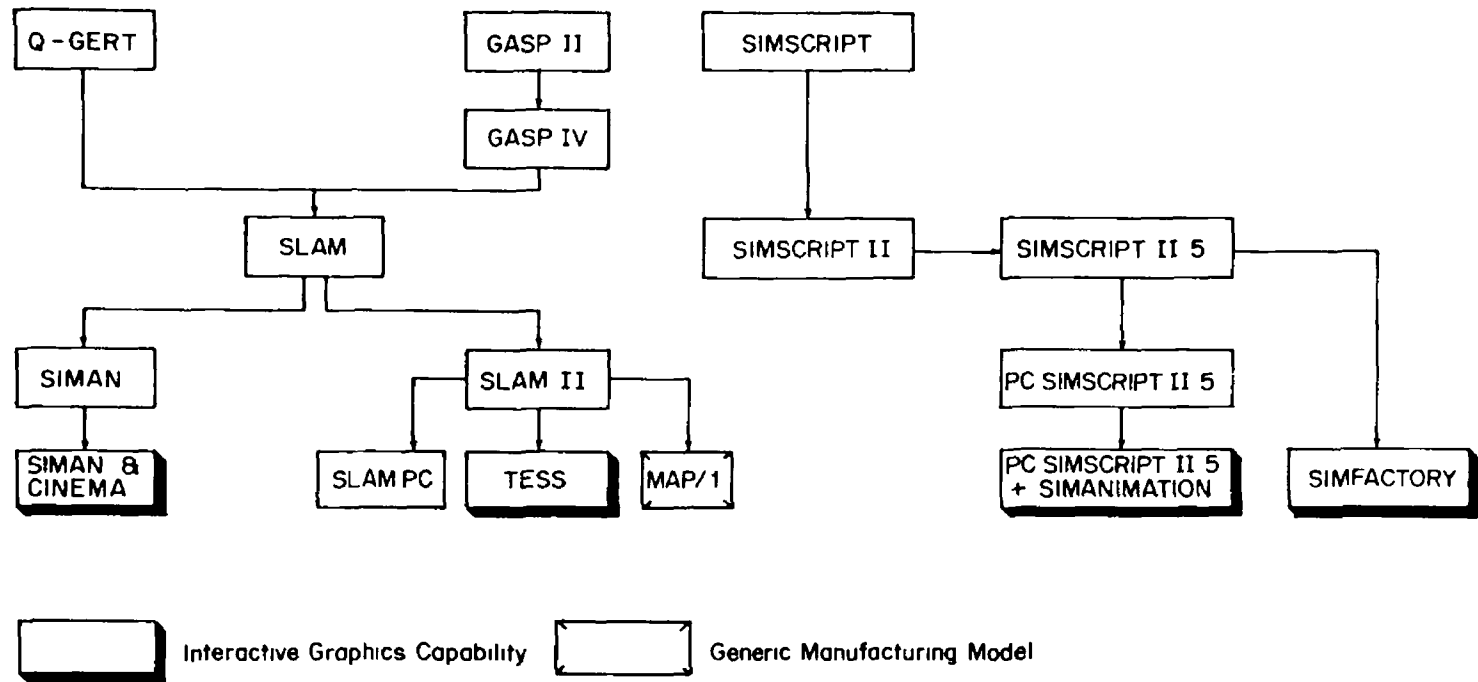 Q-GERT
GASP II
SIMSCRIPT
GASP IV
SLAM
SIMSCRIPT II
SIMSCRIPT II 5
SIMAN
SLAM II
PC SIMSCRIPT II 5
SIMAN &
CINEMA
SLAM PC
TESS
MAP/1
PC SIMSCRIPT II 5
+ SIMANIMATION
SIMFACTORY
Interactive Graphics Capability
Generic Manufacturing Model